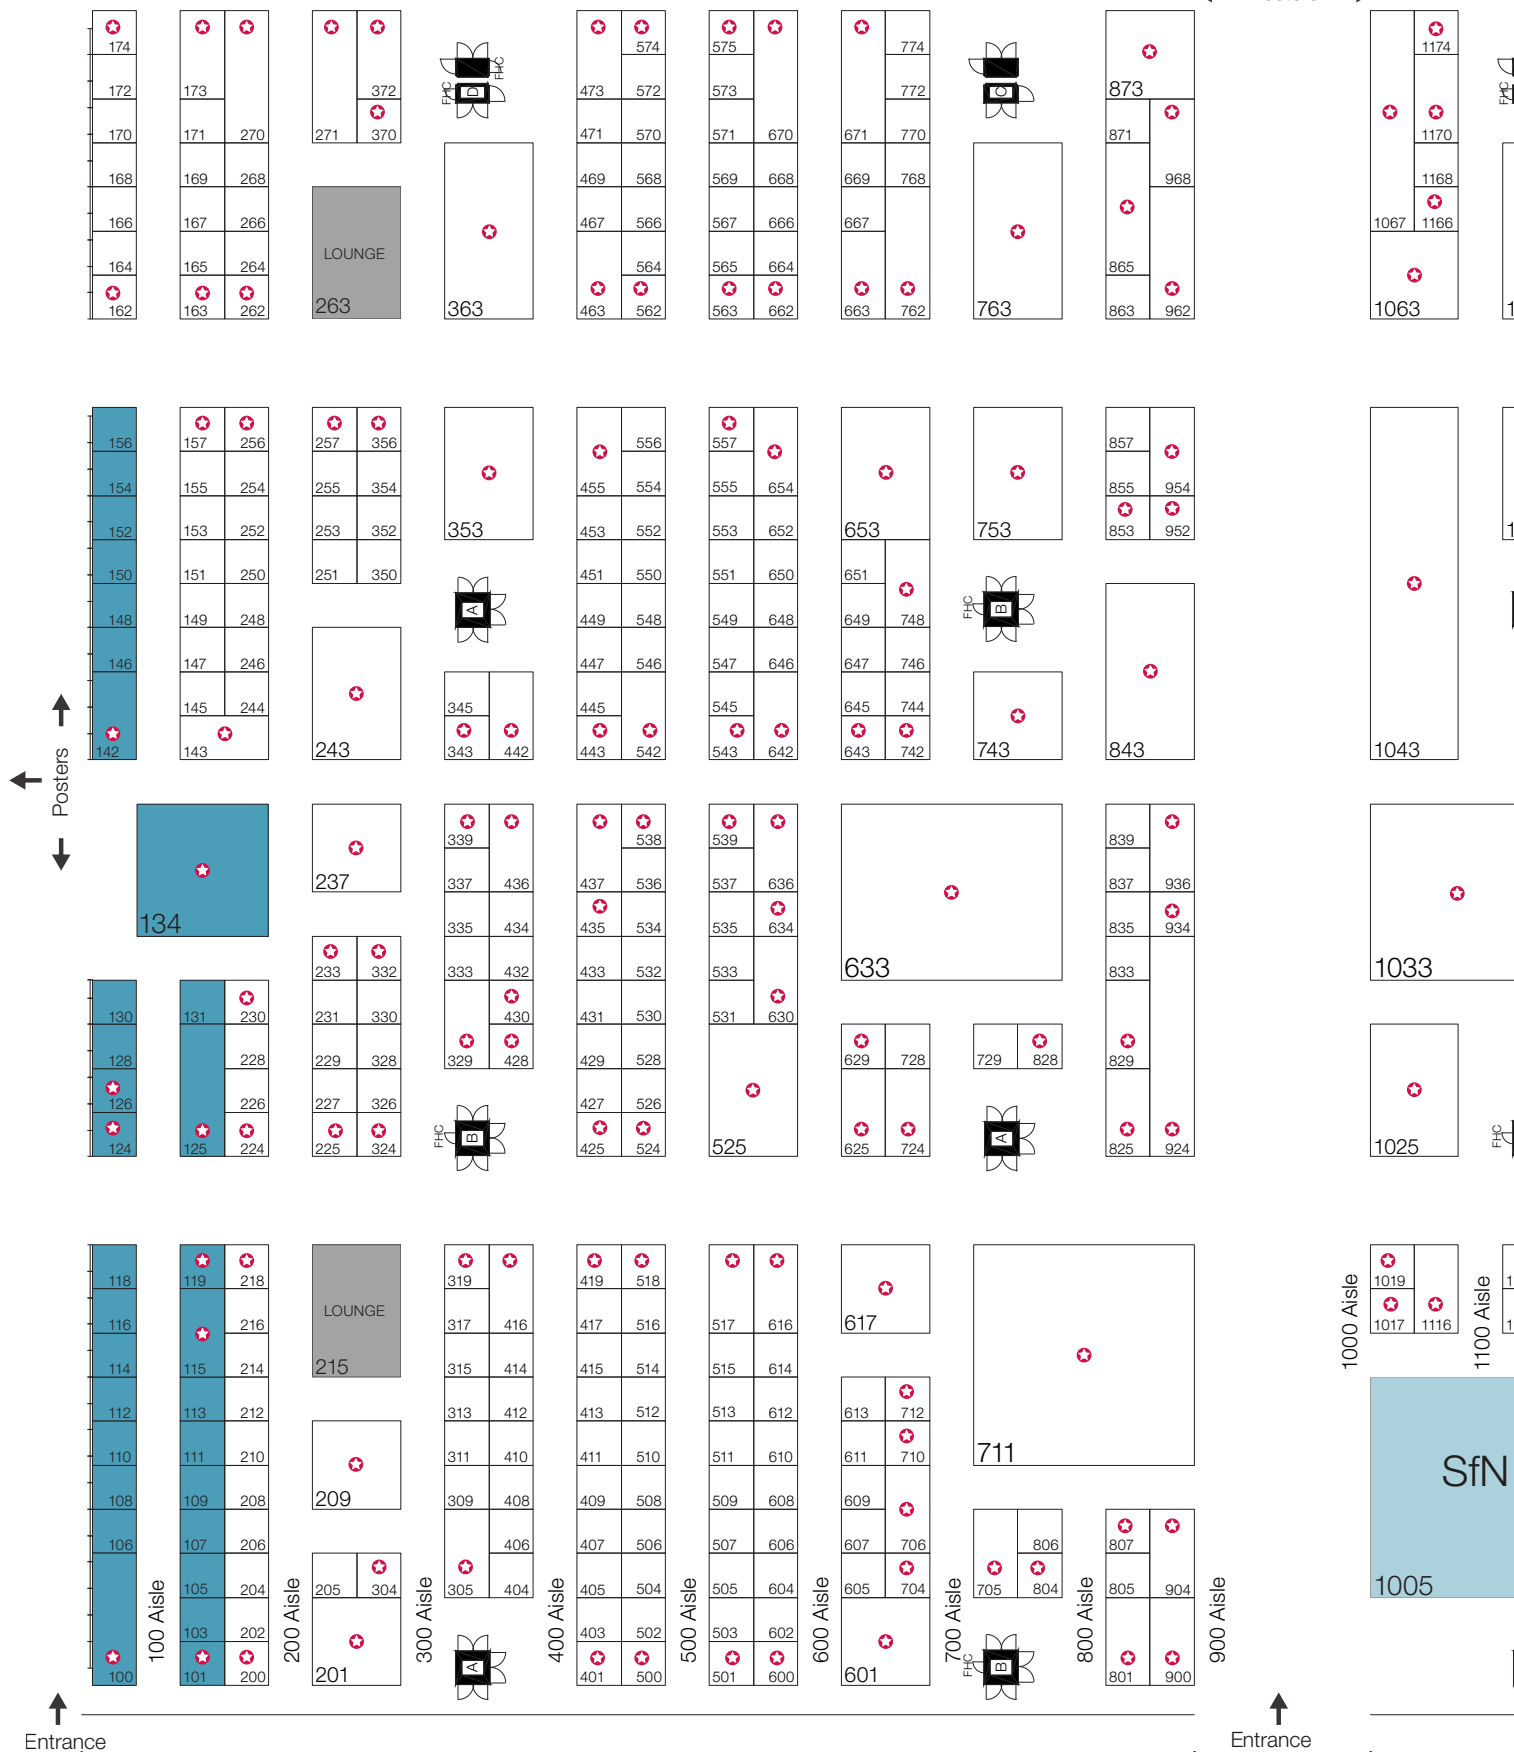 174 574 575 774 1174
172 173 372 FHC D FHC 473 572 573 772 C 873 FHC
170 171 270 271 370 471 570 571 670 671 770 871 1170
168 169 268 469 568 569 668 669 768 968 1168
166 167 266 467 566 567 666 667 1067 1166
LOUNGE
164 165 264 564 565 664 865
162 163 262 263 363 463 562 563 662 663 762 763 863 962 1063
156 157 256 257 356 556 557 857
154 155 254 255 354 455 554 555 654 855 954
152 153 252 253 352 353 453 552 553 652 653 753 853 952
150 151 250 251 350 451 550 551 650 651
148 149 248 A 449 548 549 648 649 748 FHC B
146 147 246 447 546 547 646 647 746
145 244 345 445 545 645 744
142 143 243 343 442 443 542 543 642 643 742 743 843 1043
Posters
339 538 539 839
237 337 436 437 536 537 636 837 936
134 335 434 435 534 535 634 835 934
233 332 333 432 433 532 533 633 833 1033
130 131 230 231 330 430 431 530 531 630
128 228 229 328 329 428 429 528 629 728 729 828 829
126 226 227 326 427 526
124 125 224 225 324 FHC B 425 524 525 625 724 A 825 924 1025 FHC
118 119 218 319 419 518 1019
LOUNGE
116 216 317 416 417 516 517 616 617 1017 1116
114 115 214 215 315 414 415 514 515 614
1000 Aisle 1100 Aisle
112 113 212 313 412 413 512 513 612 613 712
110 111 210 311 410 411 510 511 610 611 710 711
SfN
108 109 208 209 309 408 409 508 509 608 609
106 107 206 406 407 506 507 606 607 706 806 807
105 204 205 304 305 404 405 504 505 604 605 704 705 804 805 904 1005
103 202 403 502 503 602
100 101 200 201 A 401 500 501 600 601 FHC B 801 900
100 Aisle 200 Aisle 300 Aisle 400 Aisle 500 Aisle 600 Aisle 700 Aisle 800 Aisle 900 Aisle
Entrance Entrance